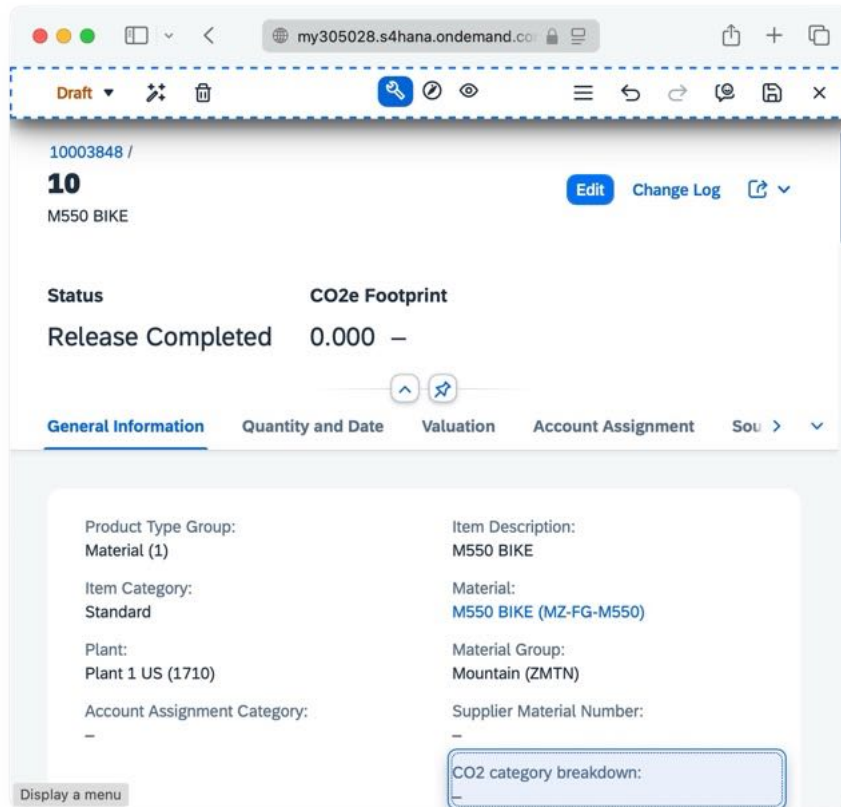 my305028.s4hana.ondemand.co
Draft
10003848 /
10
M550 BIKE
Edit
Change Log
Status
CO2e Footprint
Release Completed
0.000 –
General Information
Quantity and Date
Valuation
Account Assignment
Sou
Product Type Group:
Material (1)
Item Description:
M550 BIKE
Item Category:
Standard
Material:
M550 BIKE (MZ-FG-M550)
Plant:
Plant 1 US (1710)
Material Group:
Mountain (ZMTN)
Account Assignment Category:
–
Supplier Material Number:
–
CO2 category breakdown:
–
Display a menu